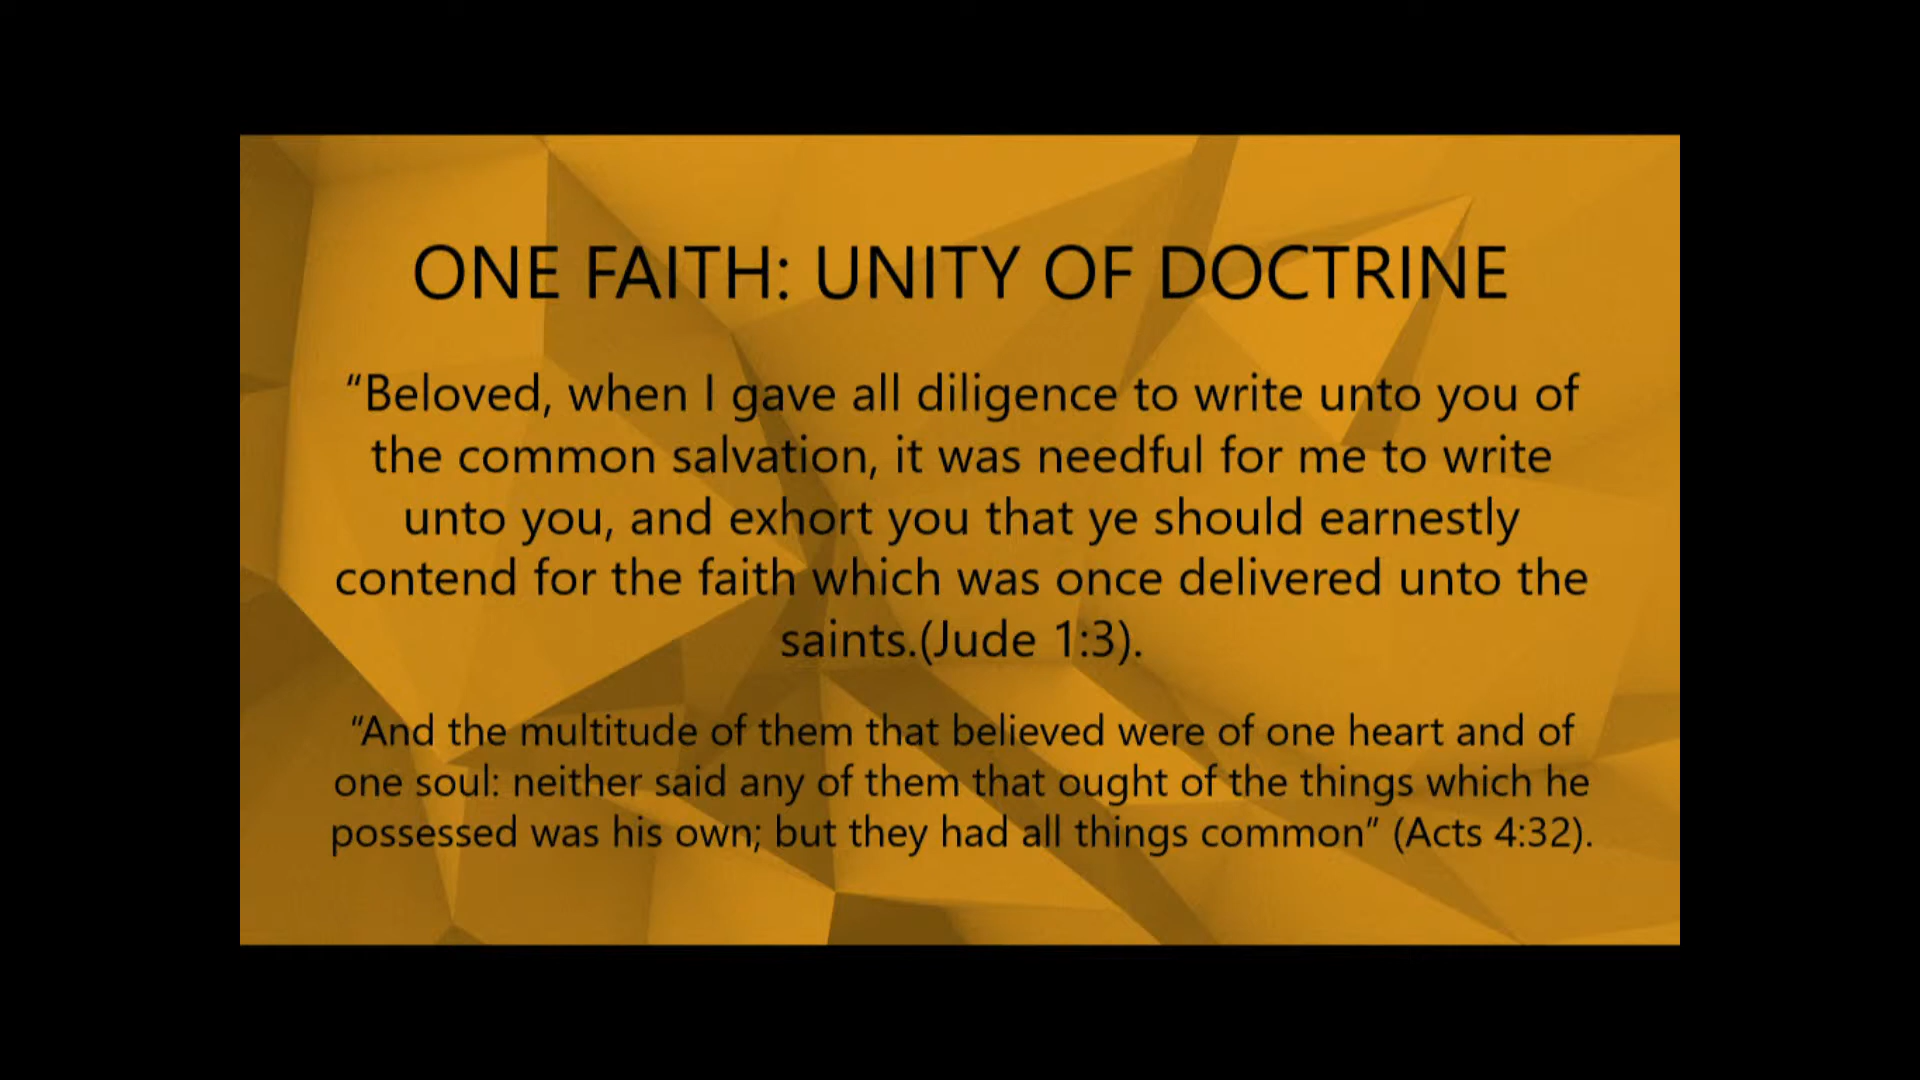 ONE FAITH: UNITY OF DOCTRINE
“Beloved, when I gave all diligence to write unto you of
the common salvation, it was needful for me to write
unto you, and exhort you that ye should earnestly
contend for the faith which was once delivered unto the
saints.(Jude 1:3).
“And the multitude of them that believed were of one heart and of
one soul: neither said any of them that ought of the things which he
possessed was his own; but they had all things common” (Acts 4:32).